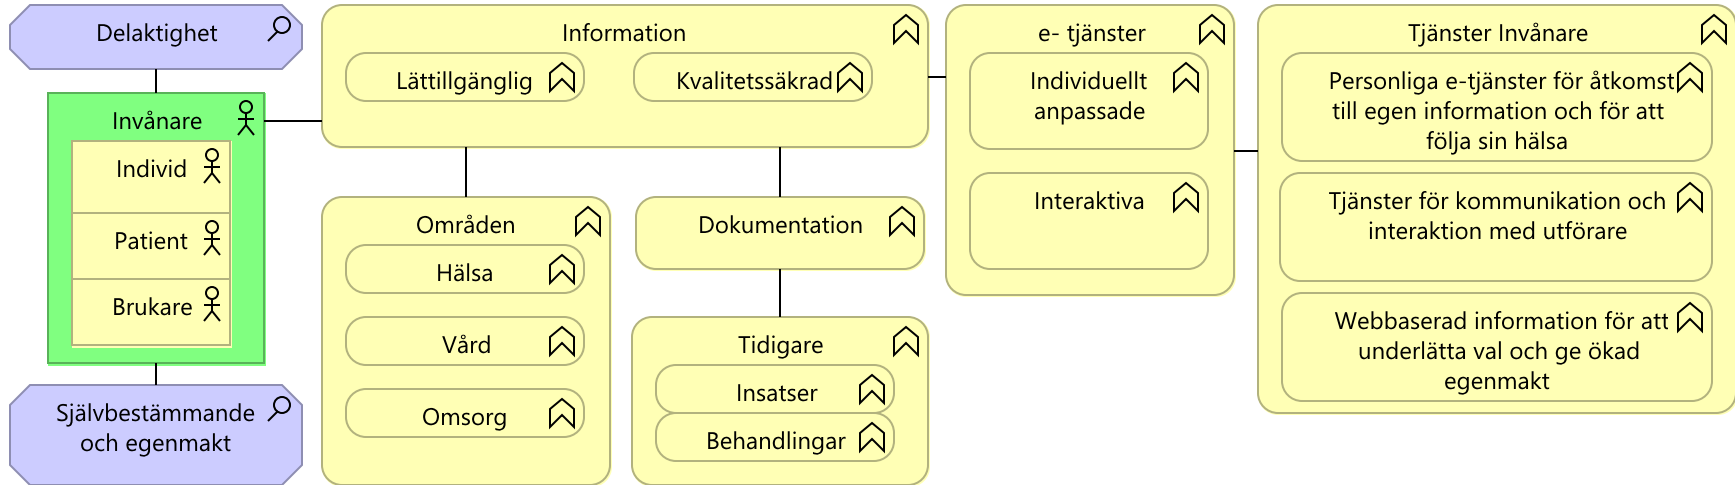 Delaktighet
Invånare
Individ
Patient
Brukare
Självbestämmande
och egenmakt
Information
Lättillgänglig
Kvalitetssäkrad
Områden
Hälsa
Vård
Omsorg
Dokumentation
Tidigare
Insatser
Behandlingar
e- tjänster
Individuellt
anpassade
Interaktiva
Tjänster Invånare
Personliga e-tjänster för åtkomst
till egen information och för att
följa sin hälsa
Tjänster för kommunikation och
interaktion med utförare
Webbaserad information för att
underlätta val och ge ökad
egenmakt